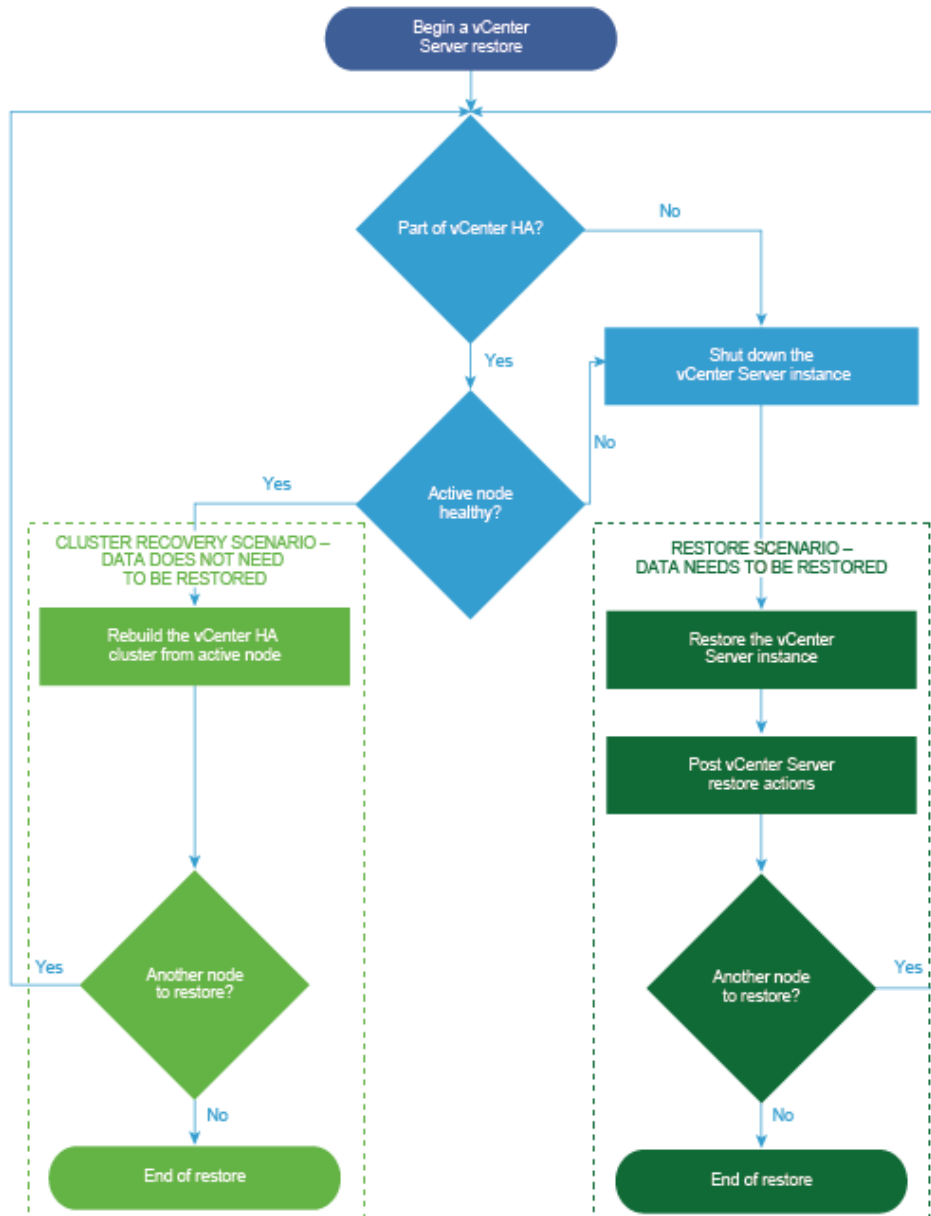 Begin a vCenter
Server restore
Part of vCenter HA?
No
Yes
Shut down the
vCenter Server instance
No
Yes
Active node
healthy?
CLUSTER RECOVERY SCENARIO –
DATA DOES NOT NEED
TO BE RESTORED
RESTORE SCENARIO –
DATA NEEDS TO BE RESTORED
Rebuild the vCenter HA
cluster from active node
Restore the vCenter
Server instance
Post vCenter Server
restore actions
Yes
Another node
to restore?
Another node
to restore?
Yes
No
No
End of restore
End of restore